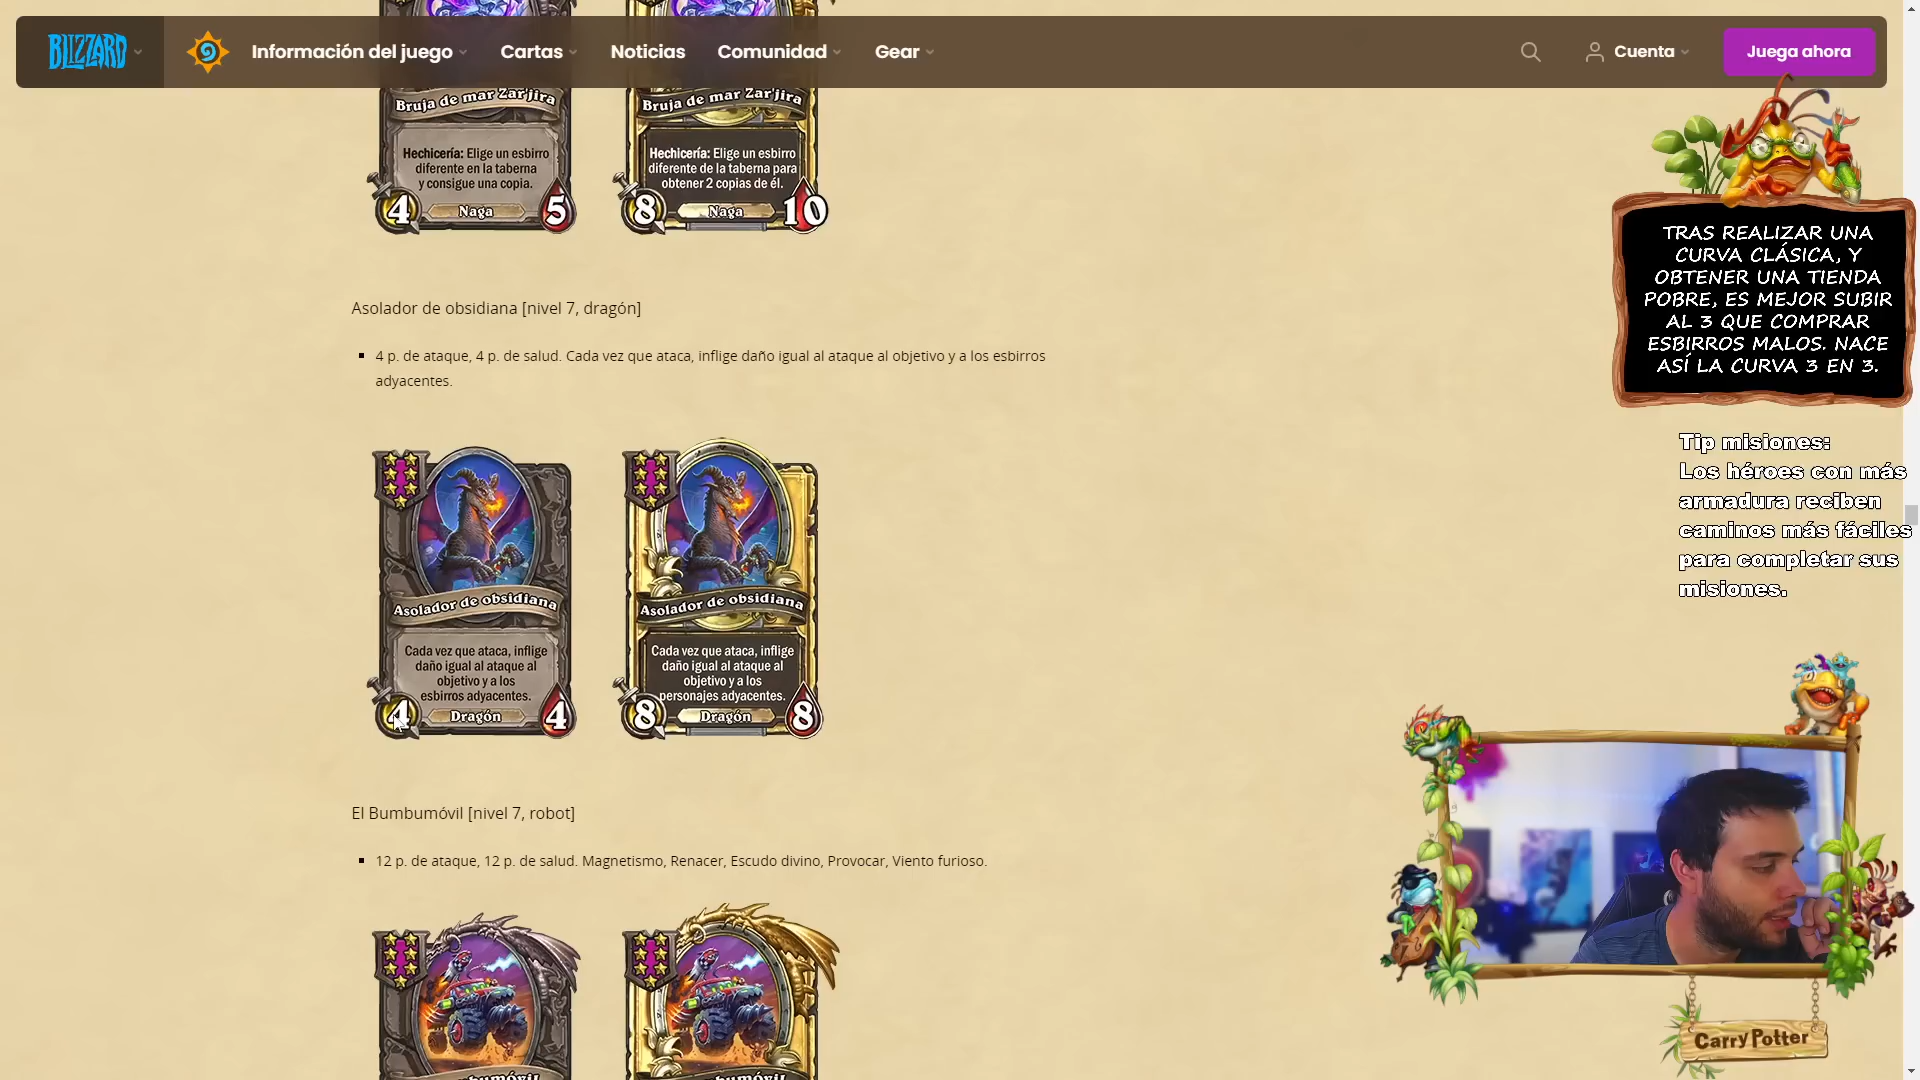 BLIZZARD
Información del juego
Cartas
Noticias
Comunidad
Gear
Cuenta
Juega ahora
Bruja de mar Zar'jira
Hechicería: Elige un esbirro
diferente en la taberna
y consigue una copia.
4
Naga
5
Bruja de mar Zar'jira
Hechicería: Elige un esbirro
diferente de la taberna para
obtener 2 copias de él.
8
Naga
10
Asolador de obsidiana [nivel 7, dragón]
4 p. de ataque, 4 p. de salud. Cada vez que ataca, inflige daño igual al ataque al objetivo y a los esbirros
adyacentes.
Asolador de obsidiana
Cada vez que ataca, inflige
daño igual al ataque al
objetivo y a los
esbirros adyacentes.
4
Dragón
4
Asolador de obsidiana
Cada vez que ataca, inflige
daño igual al ataque al
objetivo y a los
personajes adyacentes.
8
Dragón
8
El Bumbumóvil [nivel 7, robot]
12 p. de ataque, 12 p. de salud. Magnetismo, Renacer, Escudo divino, Provocar, Viento furioso.
TRAS REALIZAR UNA
CURVA CLÁSICA, Y
OBTENER UNA TIENDA
POBRE, ES MEJOR SUBIR
AL 3 QUE COMPRAR
ESBIRROS MALOS. NACE
ASÍ LA CURVA 3 EN 3.
Tip misiones:
Los héroes con más
armadura reciben
caminos más fáciles
para completar sus
misiones.
CarryPotter